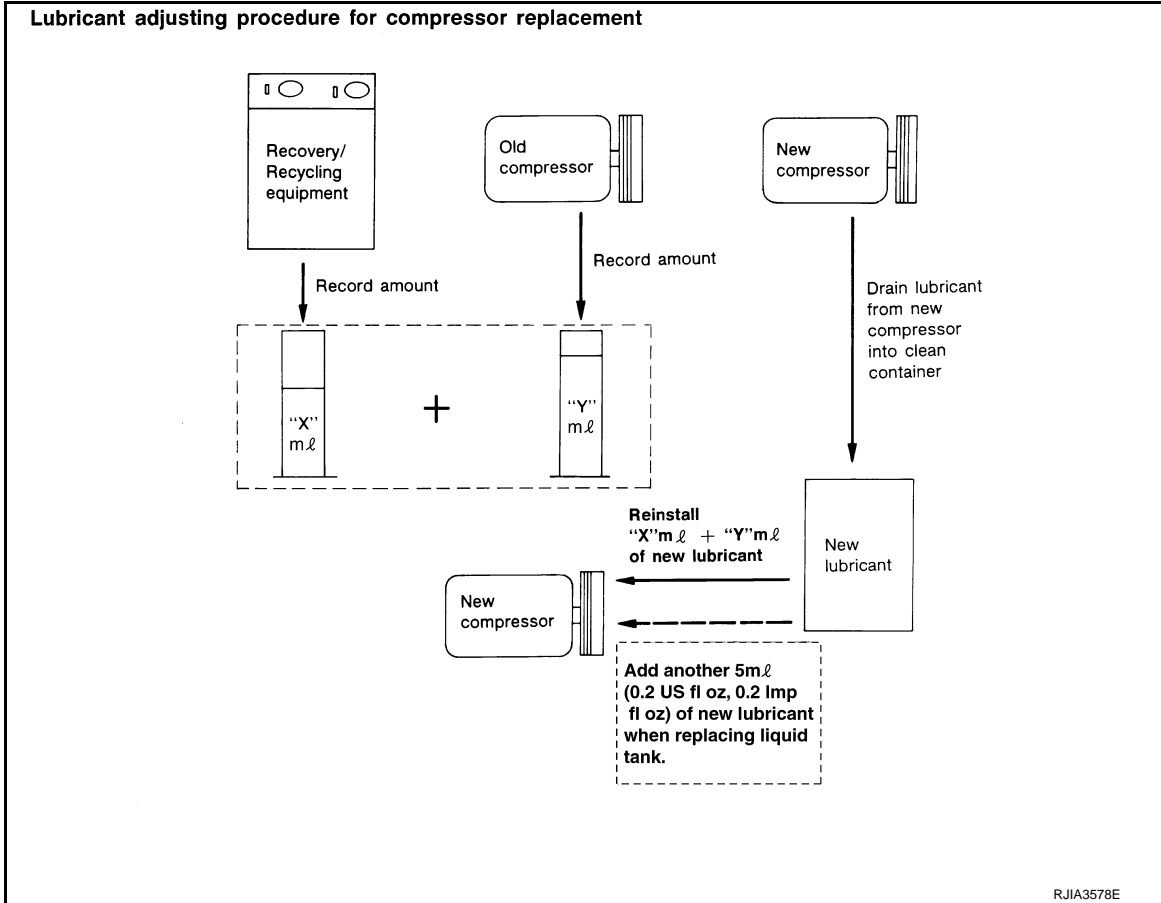 Lubricant adjusting procedure for compressor replacement
Recovery/
Recycling
equipment
Old
compressor
New
compressor
Record amount
Record amount
Drain lubricant
from new
compressor
into clean
container
“X”
mℓ
+
“Y”
mℓ
Reinstall
“X”mℓ + “Y”mℓ
of new lubricant
New
lubricant
New
compressor
Add another 5mℓ
(0.2 US fl oz, 0.2 Imp
fl oz) of new lubricant
when replacing liquid
tank.
RJIA3578E